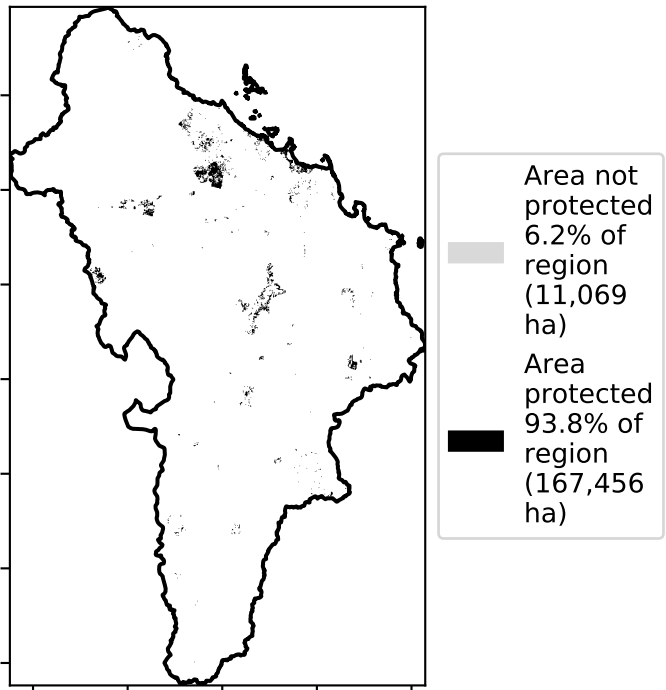 Area not
protected
6.2% of
region
(11,069
ha)
Area
protected
93.8% of
region
(167,456
ha)